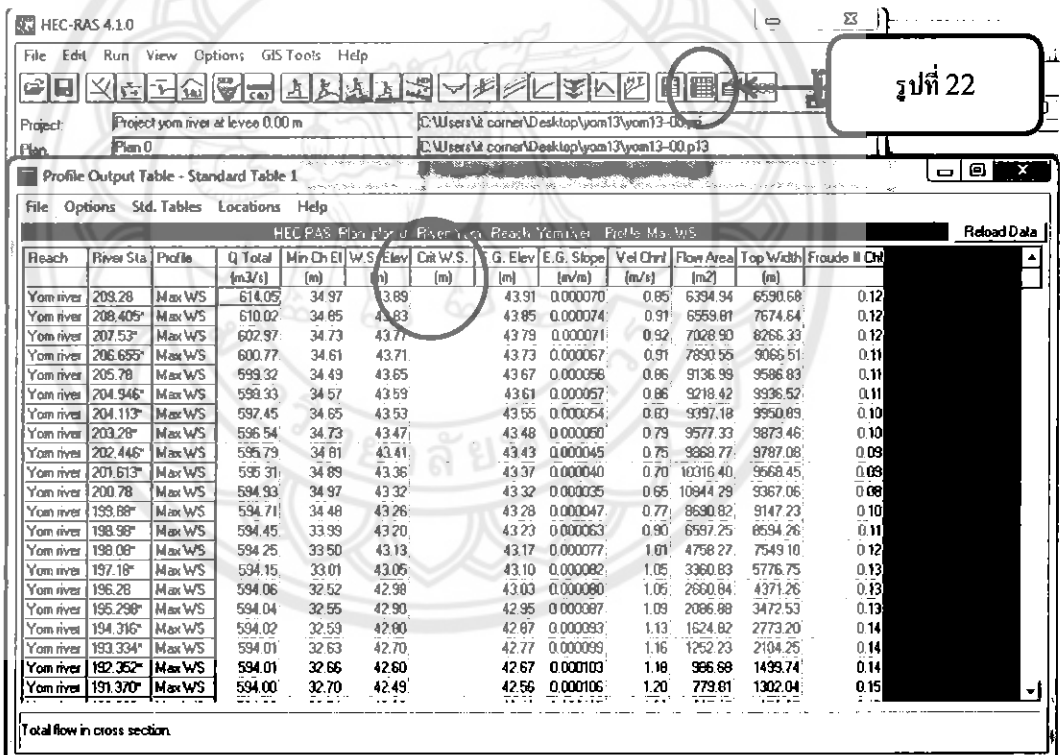 HEC-RAS 4.1.0
File Edit Run View Options GIS Tools Help
รูปที่ 22
Project: Project yom river at levee 0.00 m
Plan: Plan 0 C:\Users\it corner\Desktop\yom13\yom13-00.p13
Profile Output Table - Standard Table 1
File Options Std. Tables Locations Help
HEC-RAS Reach: Yom river Profile: Max WS Reload Data
Reach River Sta Profile Q Total Min Ch El W.S. Elev Crit W.S. E.G. Elev E.G. Slope Vel Chnl Flow Area Top Width Froude # Chl
(m3/s) (m) (m) (m) (m) (m/m) (m/s) (m2) (m)
Yom river 209.28 Max WS 614.05 34.97 43.89 43.91 0.000070 0.85 6394.94 6590.68 0.12
Yom river 208.405* Max WS 610.02 34.85 43.83 43.85 0.000074 0.91 6559.81 7674.64 0.12
Yom river 207.53* Max WS 602.97 34.73 43.77 43.79 0.000071 0.92 7028.90 8266.33 0.12
Yom river 206.655* Max WS 600.77 34.61 43.71 43.73 0.000067 0.91 7890.55 9066.51 0.11
Yom river 205.78 Max WS 599.32 34.49 43.65 43.67 0.000056 0.86 9136.99 9586.83 0.11
Yom river 204.946* Max WS 598.33 34.57 43.59 43.61 0.000057 0.86 9218.42 9936.52 0.11
Yom river 204.113* Max WS 597.45 34.65 43.53 43.55 0.000054 0.83 9397.18 9950.89 0.10
Yom river 203.28* Max WS 596.54 34.73 43.47 43.48 0.000050 0.79 9577.33 9873.46 0.10
Yom river 202.446* Max WS 595.79 34.81 43.41 43.43 0.000045 0.75 9868.77 9787.08 0.09
Yom river 201.613* Max WS 595.31 34.89 43.36 43.37 0.000040 0.70 10316.40 9568.45 0.09
Yom river 200.78 Max WS 594.93 34.97 43.32 43.32 0.000035 0.65 10844.29 9367.06 0.08
Yom river 199.88* Max WS 594.71 34.48 43.26 43.28 0.000047 0.77 8690.82 9147.23 0.10
Yom river 198.98* Max WS 594.45 33.99 43.20 43.23 0.000063 0.90 6597.25 8594.26 0.11
Yom river 198.08* Max WS 594.25 33.50 43.13 43.17 0.000077 1.01 4758.27 7549.10 0.12
Yom river 197.18* Max WS 594.15 33.01 43.05 43.10 0.000082 1.05 3360.83 5776.75 0.13
Yom river 196.28 Max WS 594.06 32.52 42.98 43.03 0.000080 1.05 2660.84 4371.26 0.13
Yom river 195.298* Max WS 594.04 32.55 42.90 42.95 0.000087 1.09 2086.88 3472.53 0.13
Yom river 194.316* Max WS 594.02 32.59 42.80 42.87 0.000093 1.13 1624.82 2773.20 0.14
Yom river 193.334* Max WS 594.01 32.63 42.70 42.77 0.000099 1.16 1252.23 2104.25 0.14
Yom river 192.352* Max WS 594.01 32.66 42.60 42.67 0.000103 1.18 986.68 1499.74 0.14
Yom river 191.370* Max WS 594.00 32.70 42.49 42.56 0.000106 1.20 779.81 1302.04 0.15
Total flow in cross section.